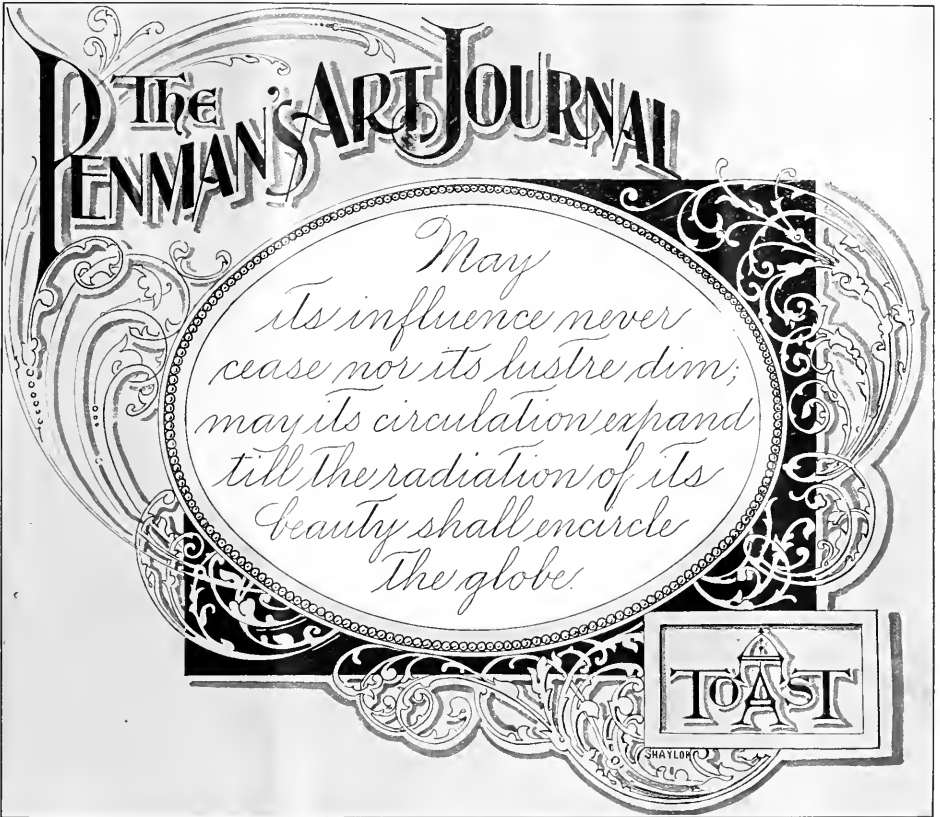 The
Penman's Art Journal
May
its influence never
cease nor its lustre dim;
may its circulation expand
till the radiation of its
beauty shall encircle
the globe.
A
Toast
SHAYLOR